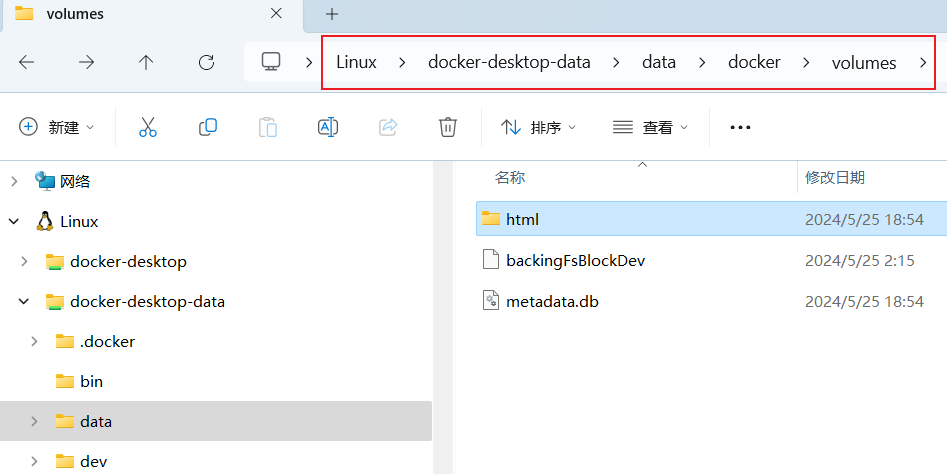 volumes
Linux docker-desktop-data data docker volumes
新建 排序 查看
网络
Linux
docker-desktop
docker-desktop-data
.docker
bin
data
dev
名称 修改日期
html 2024/5/25 18:54
backingFsBlockDev 2024/5/25 2:15
metadata.db 2024/5/25 18:54